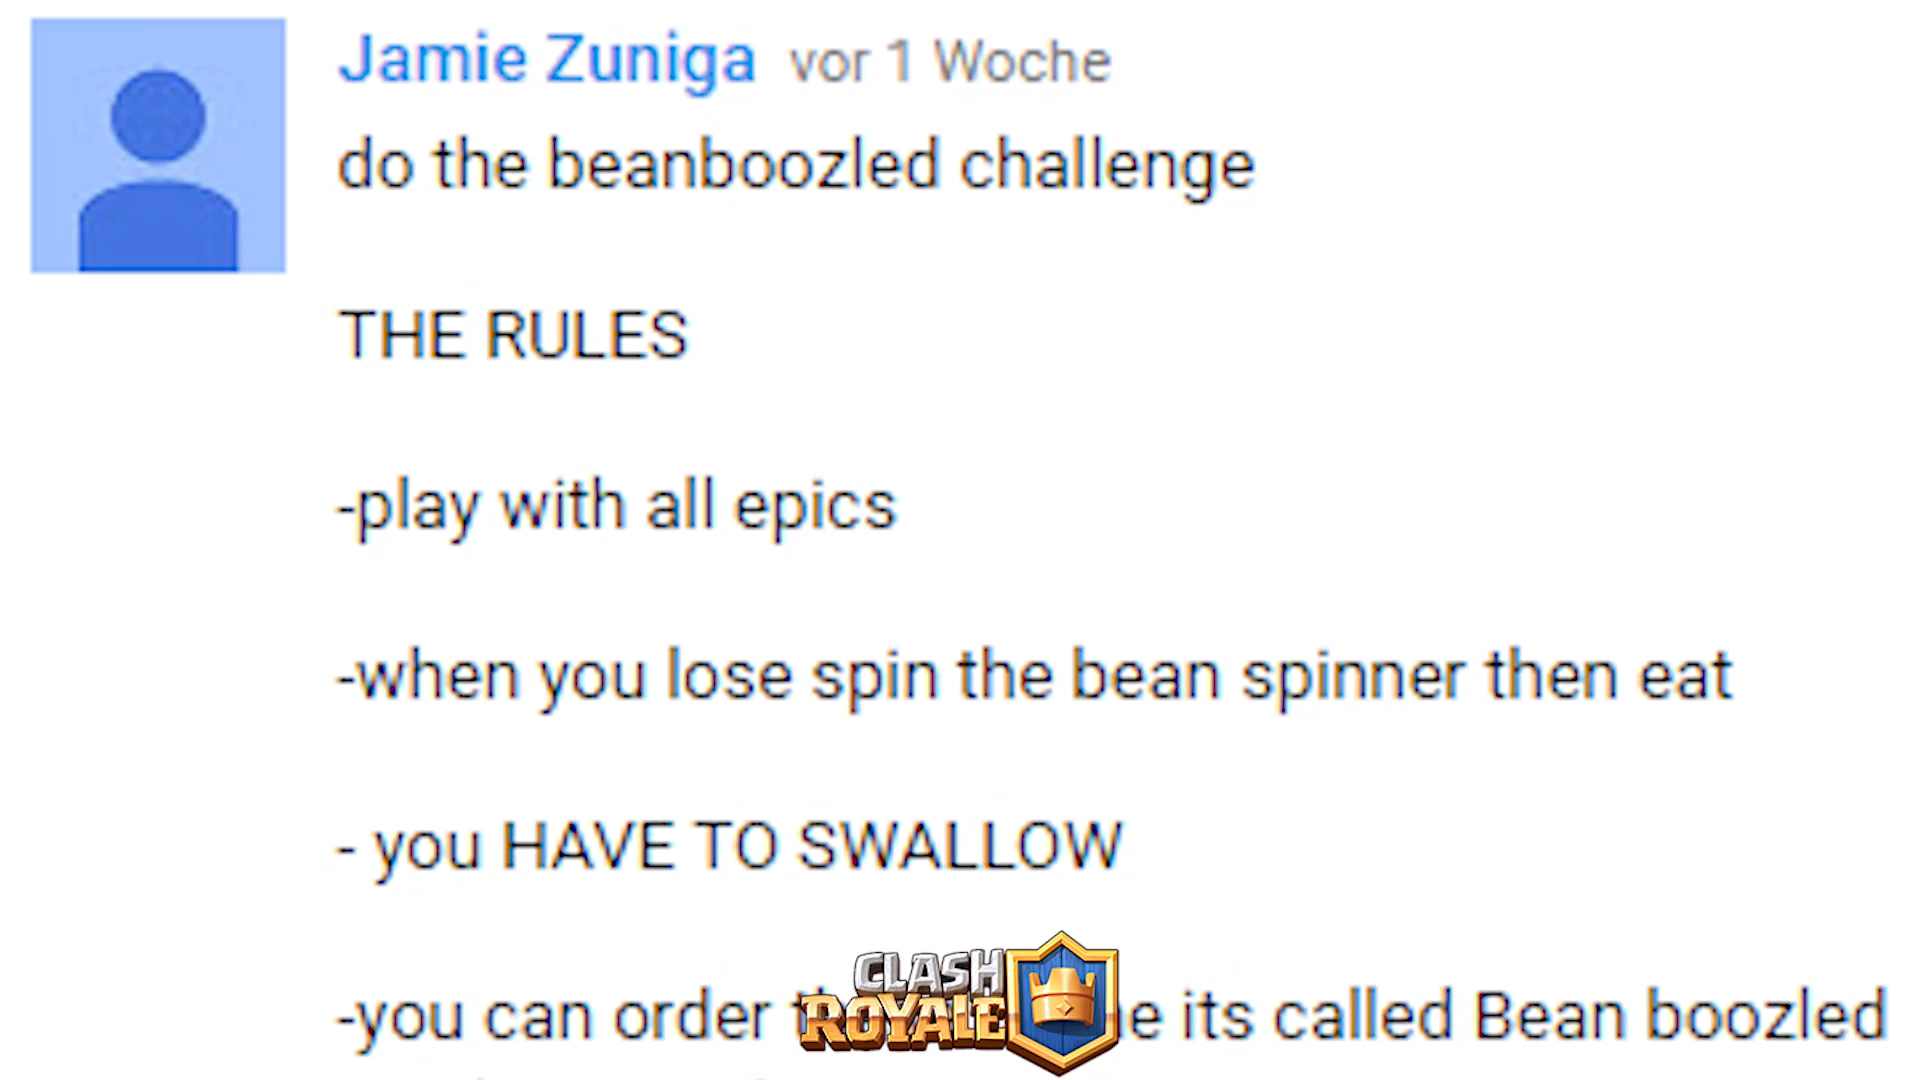 Jamie Zuniga vor 1 Woche
do the beanboozled challenge
THE RULES
-play with all epics
-when you lose spin the bean spinner then eat
- you HAVE TO SWALLOW
-you can order its called Bean boozled
CLASH
ROYALE